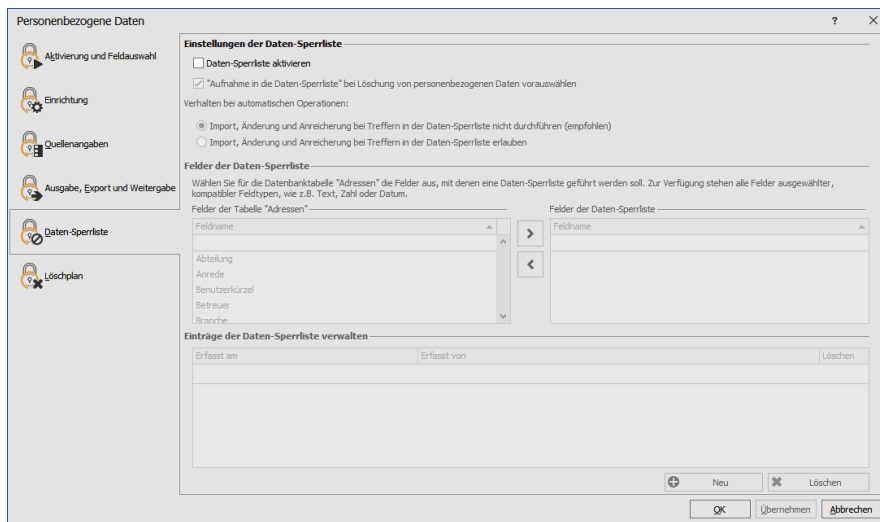 Personenbezogene Daten
?
Aktivierung und Feldauswahl
Einrichtung
Quellenangaben
Ausgabe, Export und Weitergabe
Daten-Sperrliste
Löschplan
Einstellungen der Daten-Sperrliste
Daten-Sperrliste aktivieren
"Aufnahme in die Daten-Sperrliste" bei Löschung von personenbezogenen Daten vorauswählen
Verhalten bei automatischen Operationen:
Import, Änderung und Anreicherung bei Treffern in der Daten-Sperrliste nicht durchführen (empfohlen)
Import, Änderung und Anreicherung bei Treffern in der Daten-Sperrliste erlauben
Felder der Daten-Sperrliste
Wählen Sie für die Datenbanktabelle "Adressen" die Felder aus, mit denen eine Daten-Sperrliste geführt werden soll. Zur Verfügung stehen alle Felder ausgewählter,
kompatibler Feldtypen, wie z.B. Text, Zahl oder Datum.
Felder der Tabelle "Adressen"
Feldname
Abteilung
Anrede
Benutzerkürzel
Betreuer
Branche
Felder der Daten-Sperrliste
Feldname
Einträge der Daten-Sperrliste verwalten
Erfasst am Erfasst von Löschen
Neu Löschen
OK Übernehmen Abbrechen